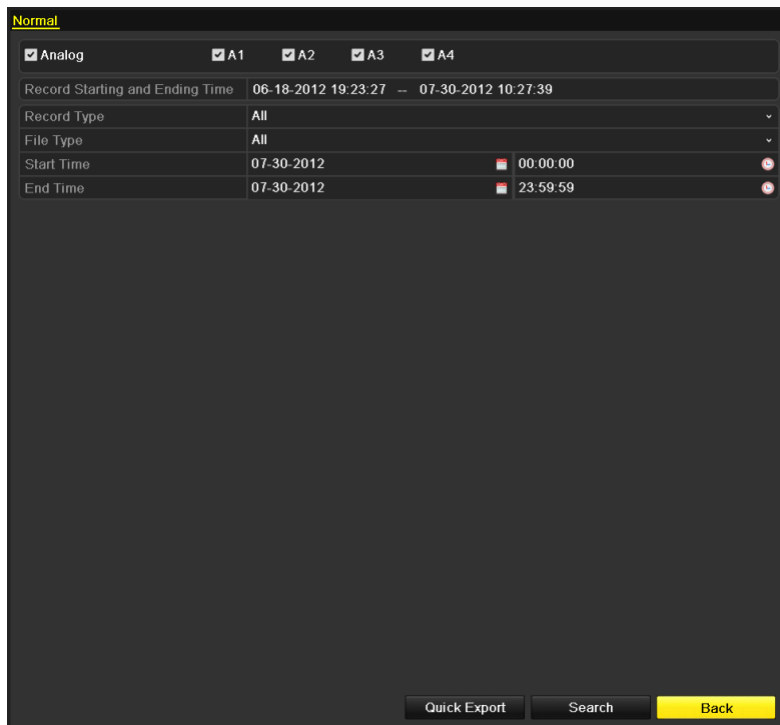 Normal
Analog A1 A2 A3 A4
Record Starting and Ending Time 06-18-2012 19:23:27 -- 07-30-2012 10:27:39
Record Type All
File Type All
Start Time 07-30-2012 00:00:00
End Time 07-30-2012 23:59:59
Quick Export Search Back